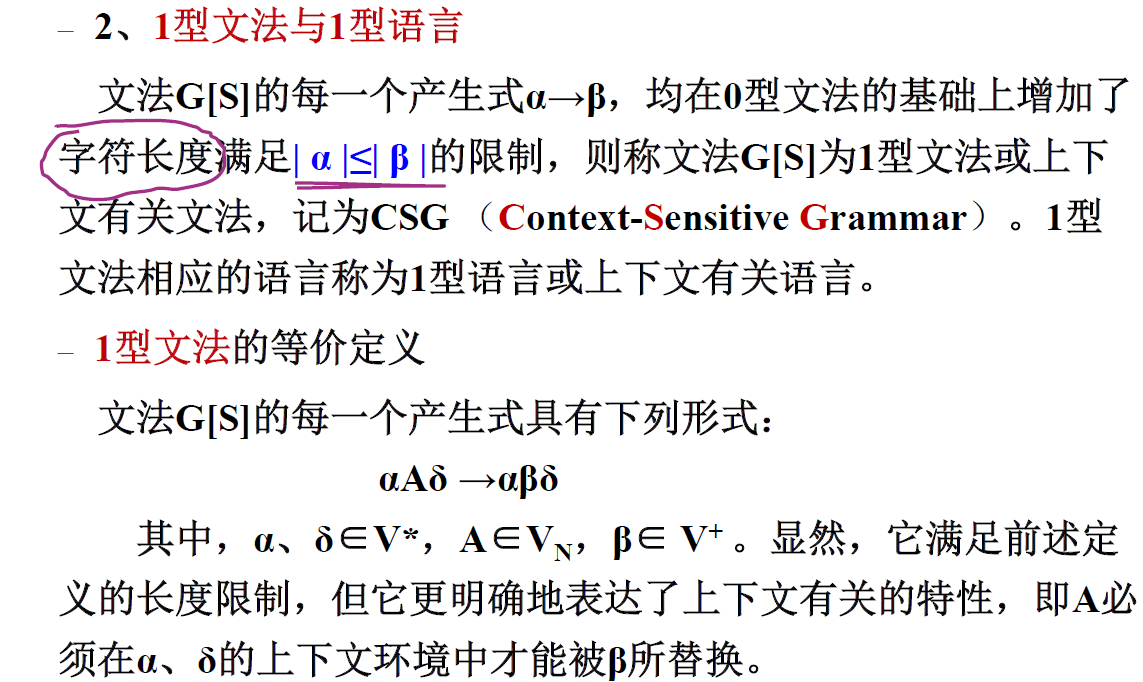 – 2、1型文法与1型语言
文法G[S]的每一个产生式α→β，均在0型文法的基础上增加了
字符长度满足| α |≤| β |的限制，则称文法G[S]为1型文法或上下
文有关文法，记为CSG （Context-Sensitive Grammar）。1型
文法相应的语言称为1型语言或上下文有关语言。
– 1型文法的等价定义
文法G[S]的每一个产生式具有下列形式：
αAδ →αβδ
其中，α、δ∈V*，A∈V_N，β∈ V⁺ 。显然，它满足前述定
义的长度限制，但它更明确地表达了上下文有关的特性，即A必
须在α、δ的上下文环境中才能被β所替换。